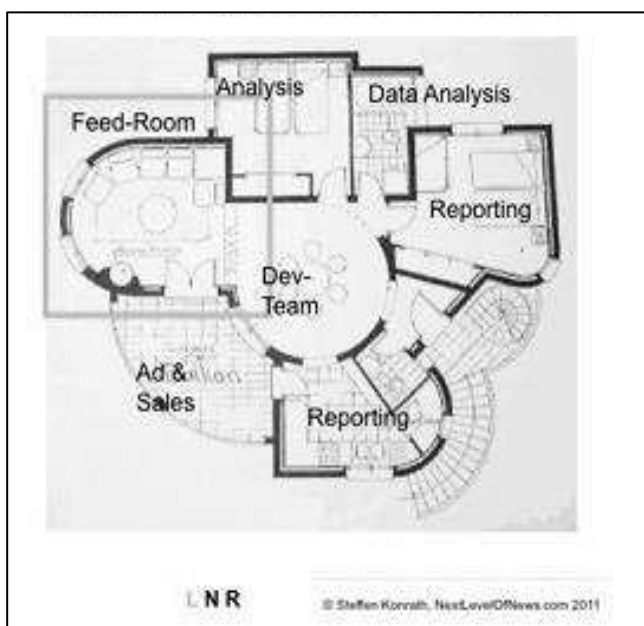 Analysis
Data Analysis
Feed-Room
Reporting
Dev-
Team
Ad &
Sales
Reporting
LNR
© Steffen Konrath, NextLevelOfNews.com 2011